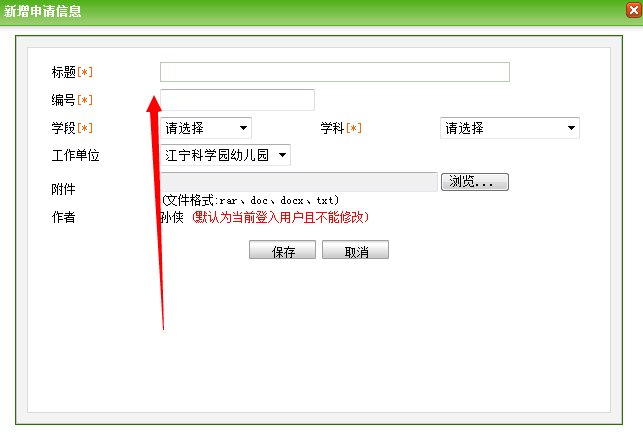 新增申请信息
标题[*]
编号[*]
学段[*] 请选择 学科[*] 请选择
工作单位 江宁科学园幼儿园
附件 浏览...
(文件格式:rar、doc、docx、txt)
作者 孙侠 (默认为当前登入用户且不能修改)
保存 取消